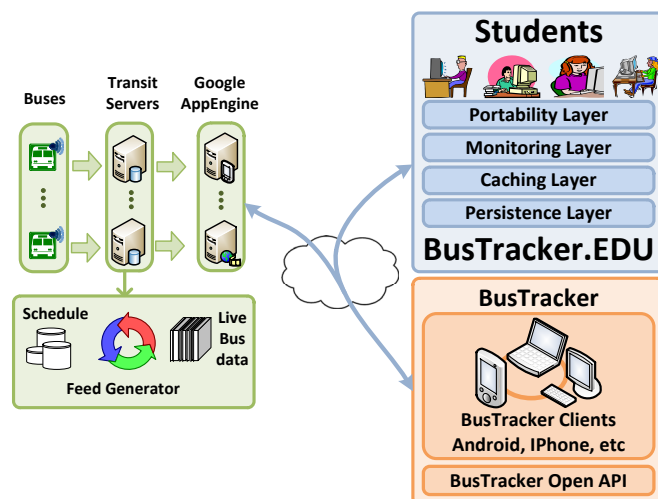 Buses
Transit
Servers
Google
AppEngine
Schedule
Live
Bus
data
Feed Generator
Students
Portability Layer
Monitoring Layer
Caching Layer
Persistence Layer
BusTracker.EDU
BusTracker
BusTracker Clients
Android, IPhone, etc
BusTracker Open API